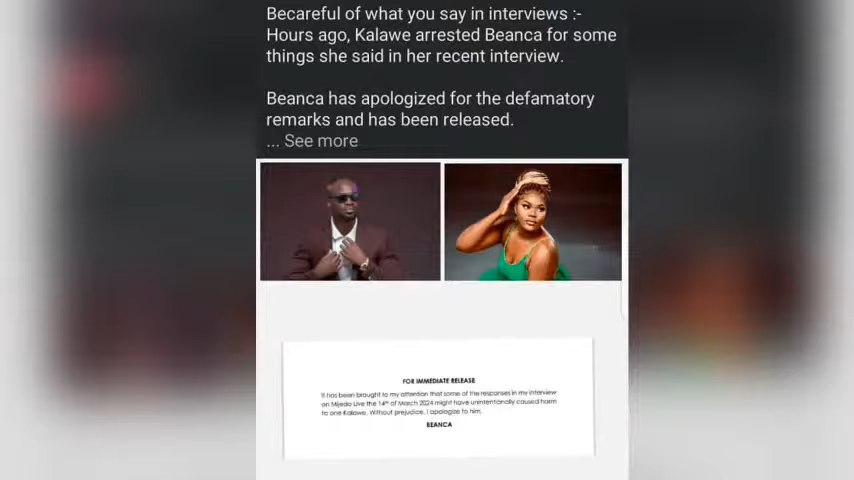 Becareful of what you say in interviews :-
Hours ago, Kalawe arrested Beanca for some
things she said in her recent interview.
Beanca has apologized for the defamatory
remarks and has been released.
... See more
FOR IMMEDIATE RELEASE
It has been brought to my attention that some of the responses in my interview
on Mijedo Live the 14th of March 2024 might have unintentionally caused harm
to one Kalawe. Without prejudice, I apologize to him.
BEANCA